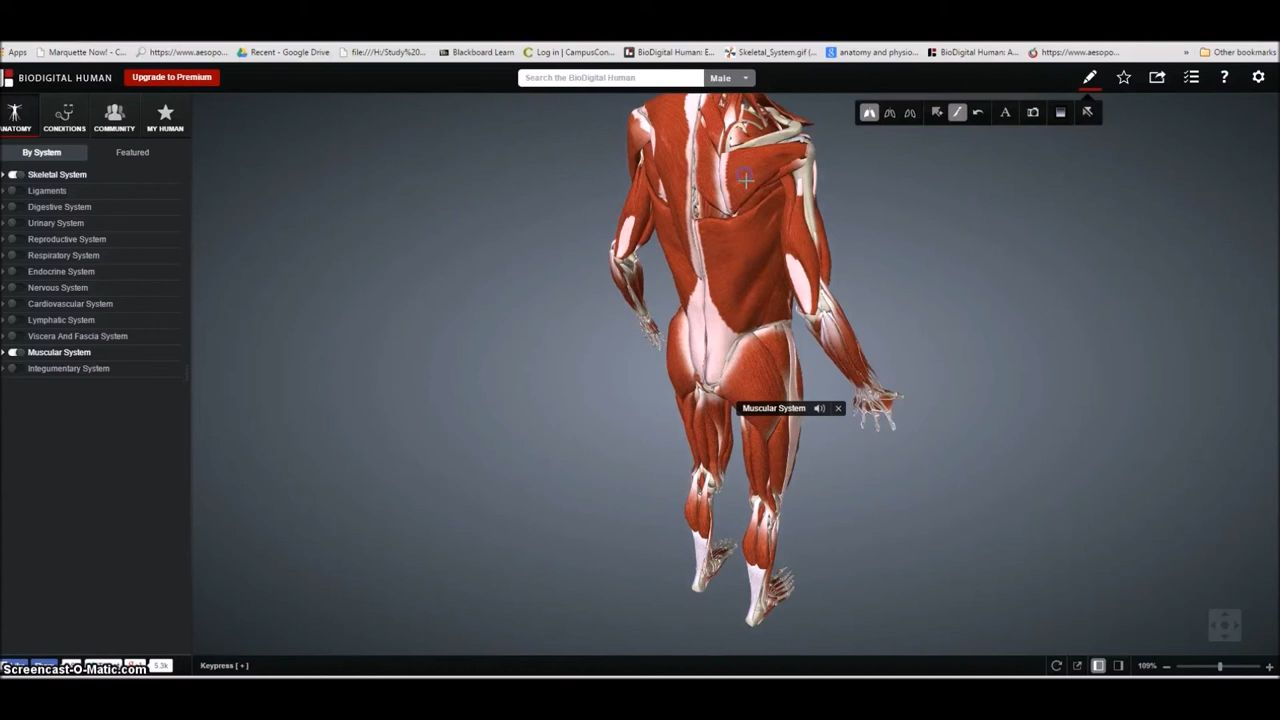 Apps Marquette Now! - C... https://www.aesopo... Recent - Google Drive file:///H:/Study%20... Blackboard Learn Log in | CampusCon... BioDigital Human: E... Skeletal_System.gif (... anatomy and physio... BioDigital Human: A... https://www.aesopo... » Other bookmarks
BIODIGITAL HUMAN Upgrade to Premium Search the BioDigital Human Male
ANATOMY CONDITIONS COMMUNITY MY HUMAN
By System Featured
Skeletal System
Ligaments
Digestive System
Urinary System
Reproductive System
Respiratory System
Endocrine System
Nervous System
Cardiovascular System
Lymphatic System
Viscera And Fascia System
Muscular System
Integumentary System
Muscular System
5.3k Keypress [ + ] 109%
Screencast-O-Matic.com